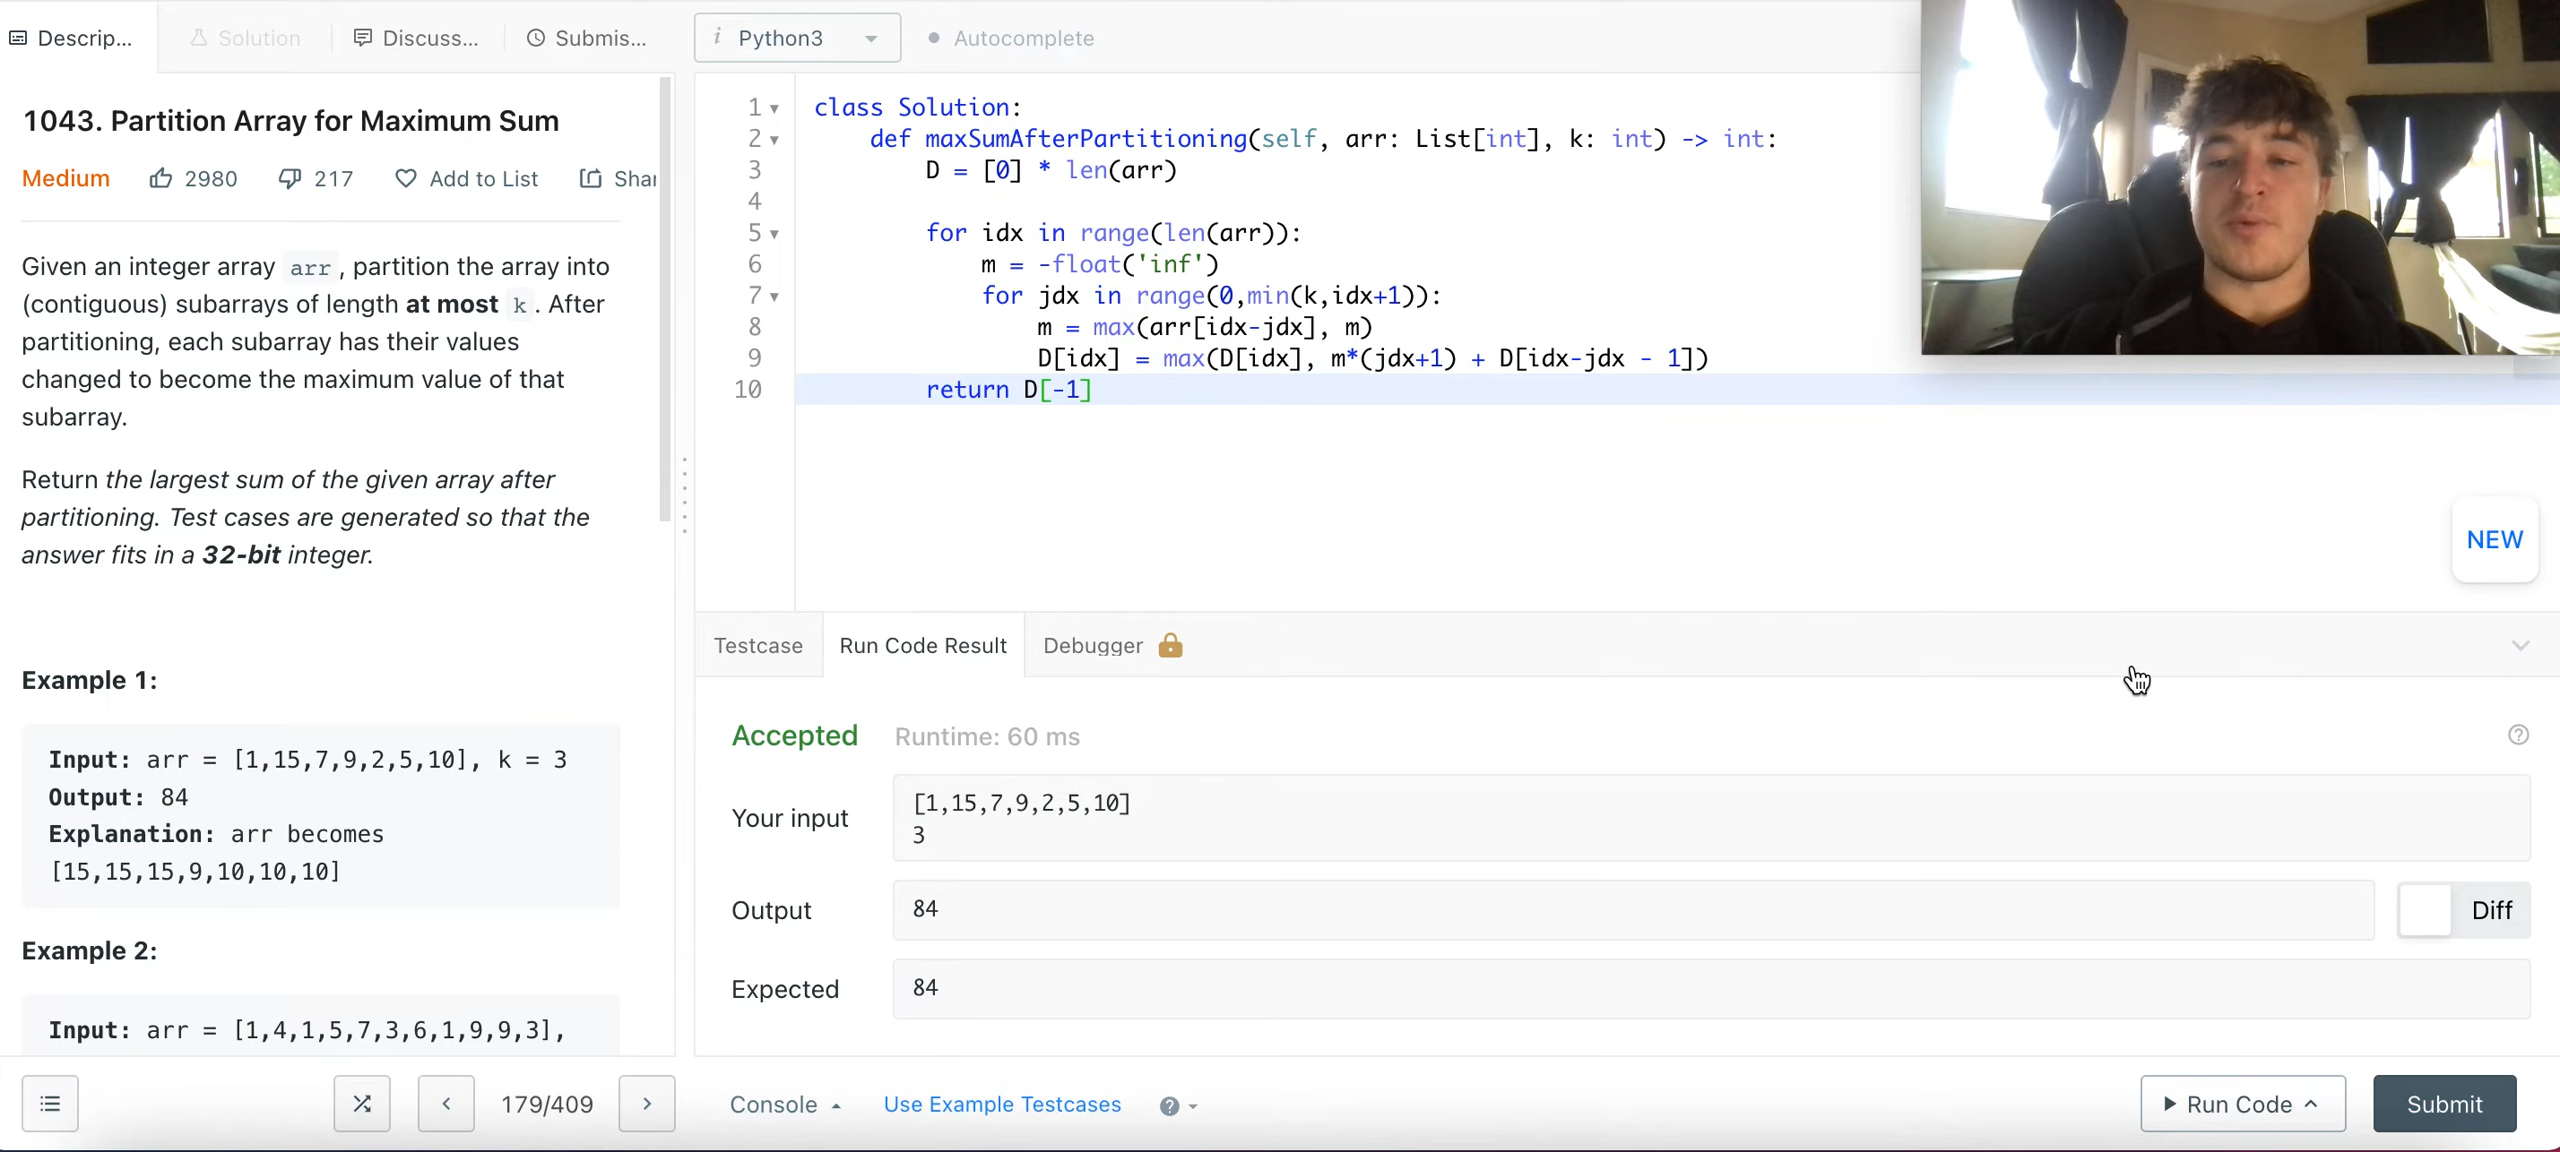 Descrip...
Solution
Discuss...
Submis...
i Python3
Autocomplete
1043. Partition Array for Maximum Sum
Medium 2980 217 Add to List Shar
Given an integer array arr , partition the array into
(contiguous) subarrays of length at most k . After
partitioning, each subarray has their values
changed to become the maximum value of that
subarray.
Return the largest sum of the given array after
partitioning. Test cases are generated so that the
answer fits in a 32-bit integer.
Example 1:
Input: arr = [1,15,7,9,2,5,10], k = 3
Output: 84
Explanation: arr becomes
[15,15,15,9,10,10,10]
Example 2:
Input: arr = [1,4,1,5,7,3,6,1,9,9,3],
179/409
1 class Solution:
2 def maxSumAfterPartitioning(self, arr: List[int], k: int) -> int:
3 D = [0] * len(arr)
4
5 for idx in range(len(arr)):
6 m = -float('inf')
7 for jdx in range(0,min(k,idx+1)):
8 m = max(arr[idx-jdx], m)
9 D[idx] = max(D[idx], m*(jdx+1) + D[idx-jdx - 1])
10 return D[-1]
NEW
Testcase
Run Code Result
Debugger
Accepted Runtime: 60 ms
Your input
[1,15,7,9,2,5,10]
3
Output
84
Diff
Expected
84
Console
Use Example Testcases
Run Code
Submit